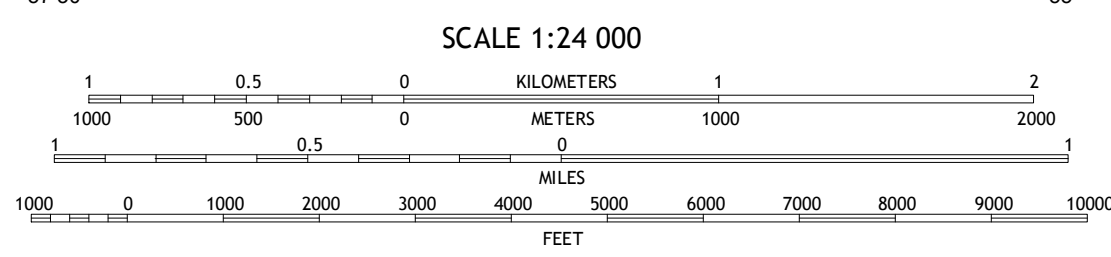 SCALE 1:24 000
1 0.5 0 KILOMETERS 1 2
1000 500 0 METERS 1000 2000
1 0.5 0 1
MILES
1000 0 1000 2000 3000 4000 5000 6000 7000 8000 9000 10000
FEET